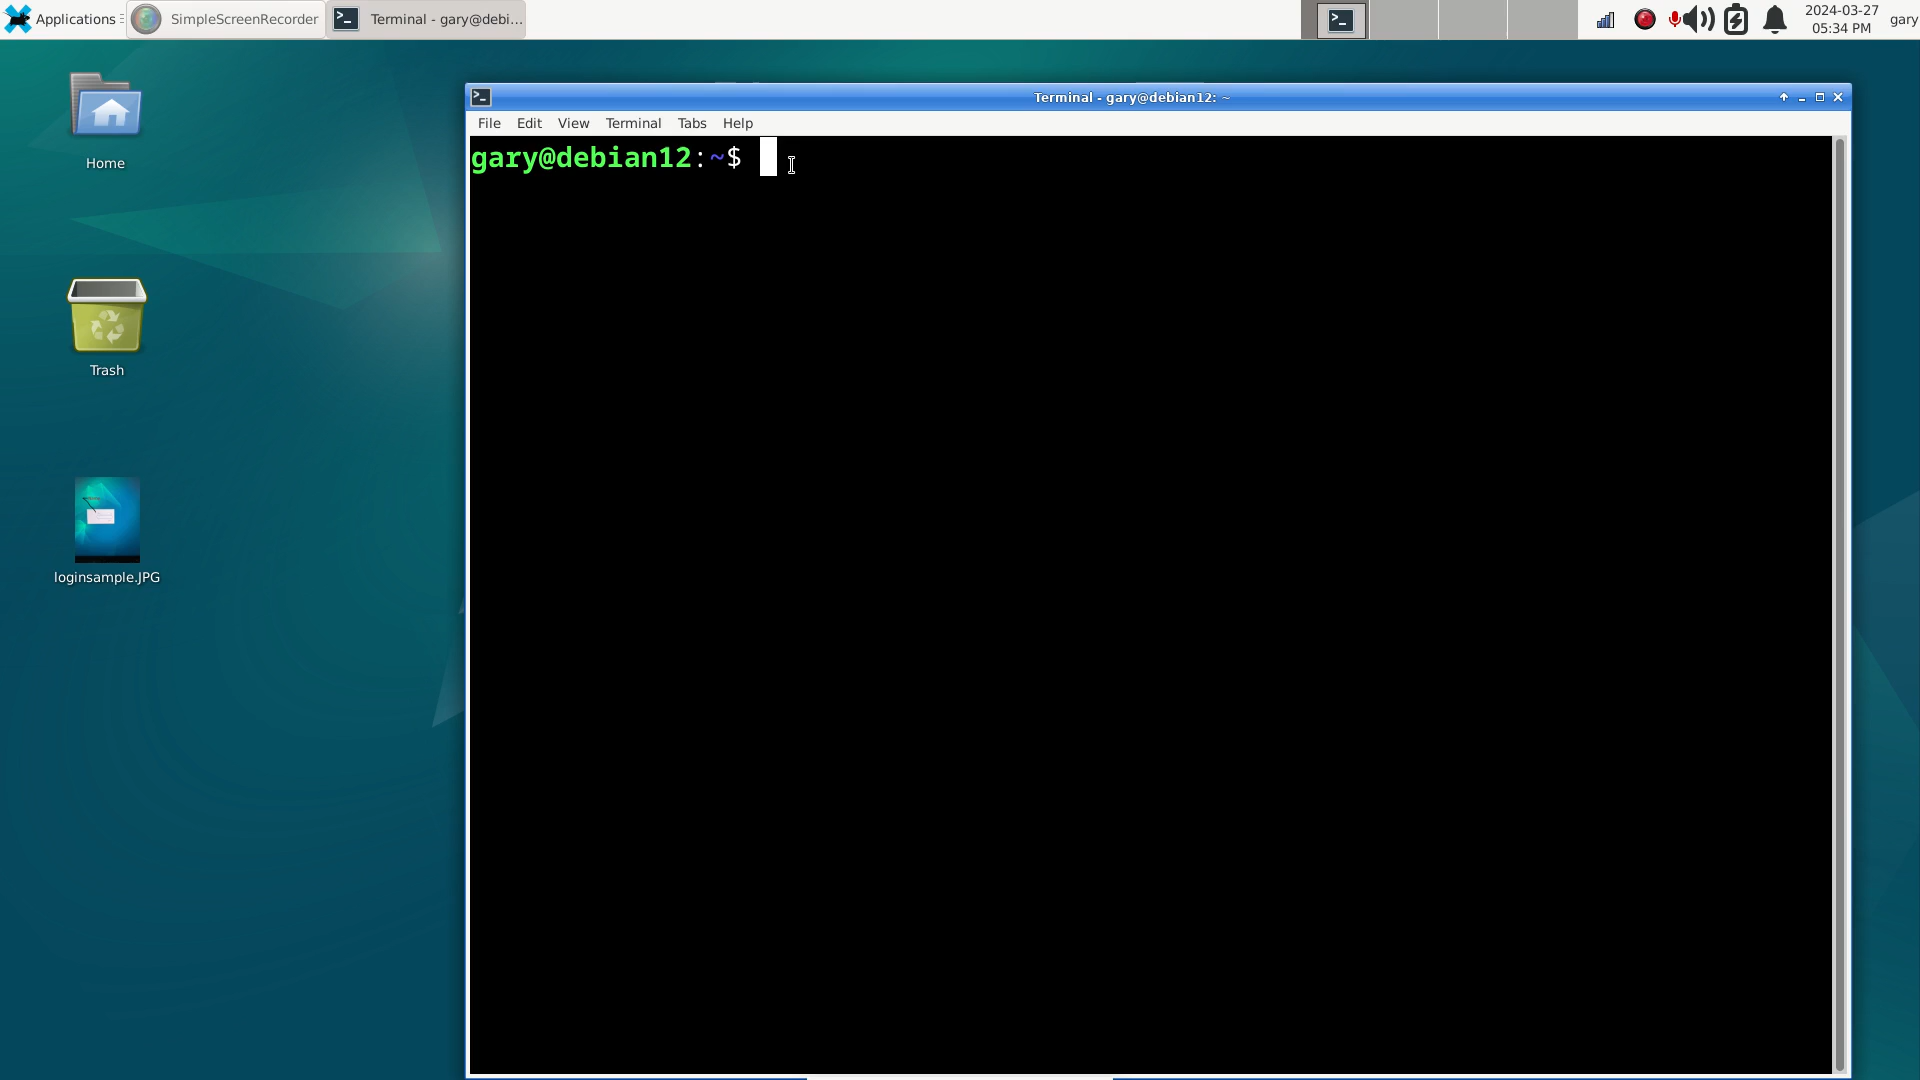 Applications
SimpleScreenRecorder
Terminal - gary@debi...
2024-03-27
05:34 PM
gary
Home
Trash
loginsample.JPG
Terminal - gary@debian12: ~
File Edit View Terminal Tabs Help
gary@debian12:~$